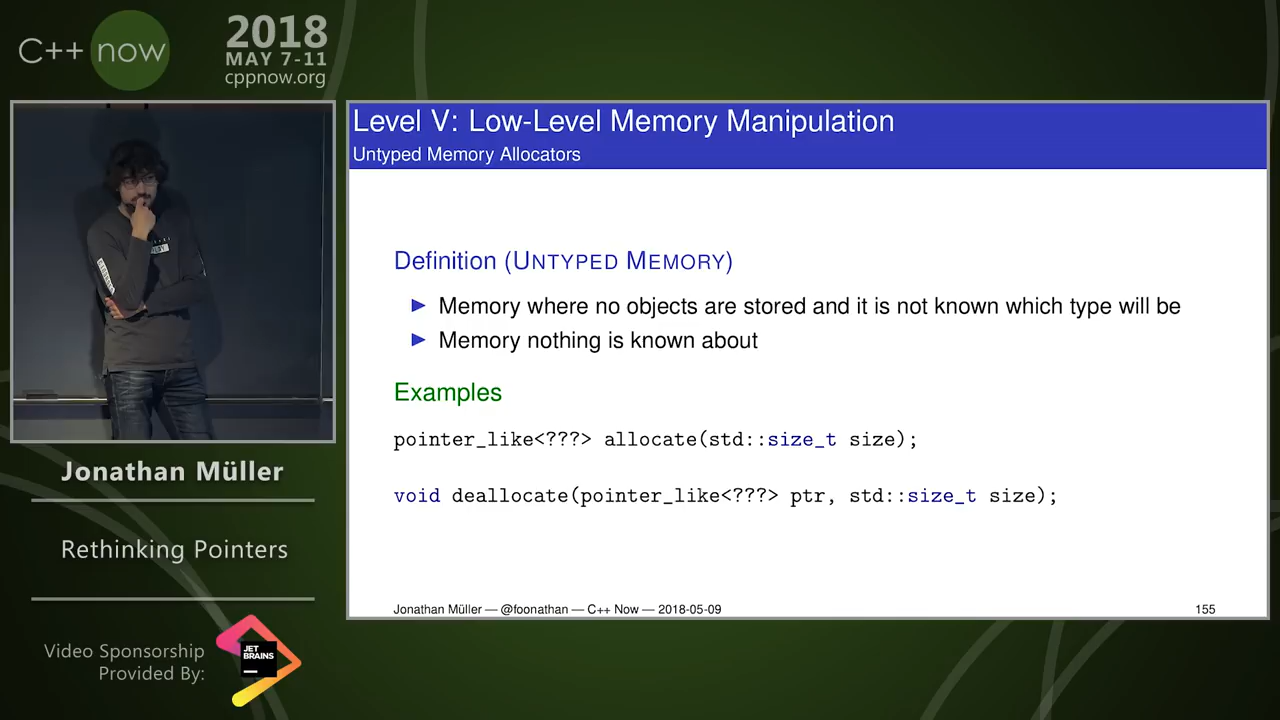 C++ now
2018
MAY 7-11
cppnow.org
Level V: Low-Level Memory Manipulation
Untyped Memory Allocators
Definition (UNTYPED MEMORY)
Memory where no objects are stored and it is not known which type will be
Memory nothing is known about
Examples
pointer_like<???> allocate(std::size_t size);
void deallocate(pointer_like<???> ptr, std::size_t size);
Jonathan Müller — @foonathan — C++ Now — 2018-05-09
155
Jonathan Müller
Rethinking Pointers
Video Sponsorship
Provided By:
JET
BRAINS